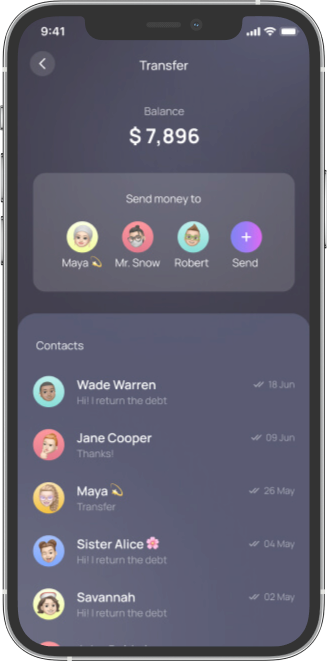 9:41
Transfer
Balance
$ 7,896
Send money to
Maya 💫 Mr. Snow Robert Send
Contacts
Wade Warren 18 Jun
Hi! I return the debt
Jane Cooper 09 Jun
Thanks!
Maya 💫 26 May
Transfer
Sister Alice 🌸 04 May
Hi! I return the debt
Savannah 02 May
Hi! I return the debt